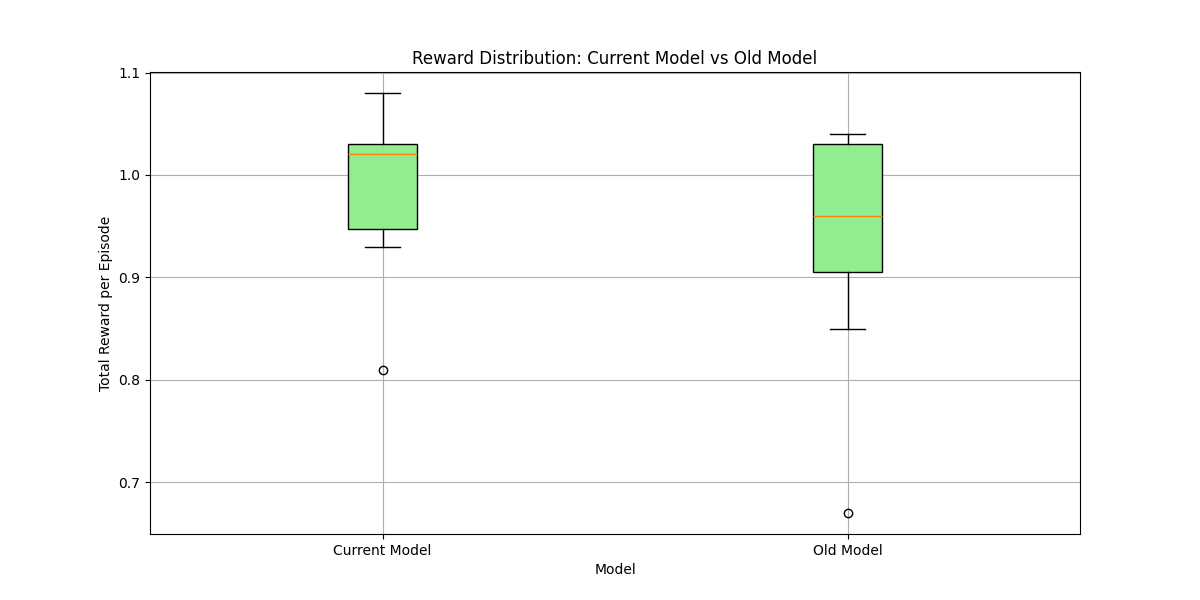 Reward Distribution: Current Model vs Old Model
Total Reward per Episode
1.1
1.0
0.9
0.8
0.7
Current Model
Old Model
Model